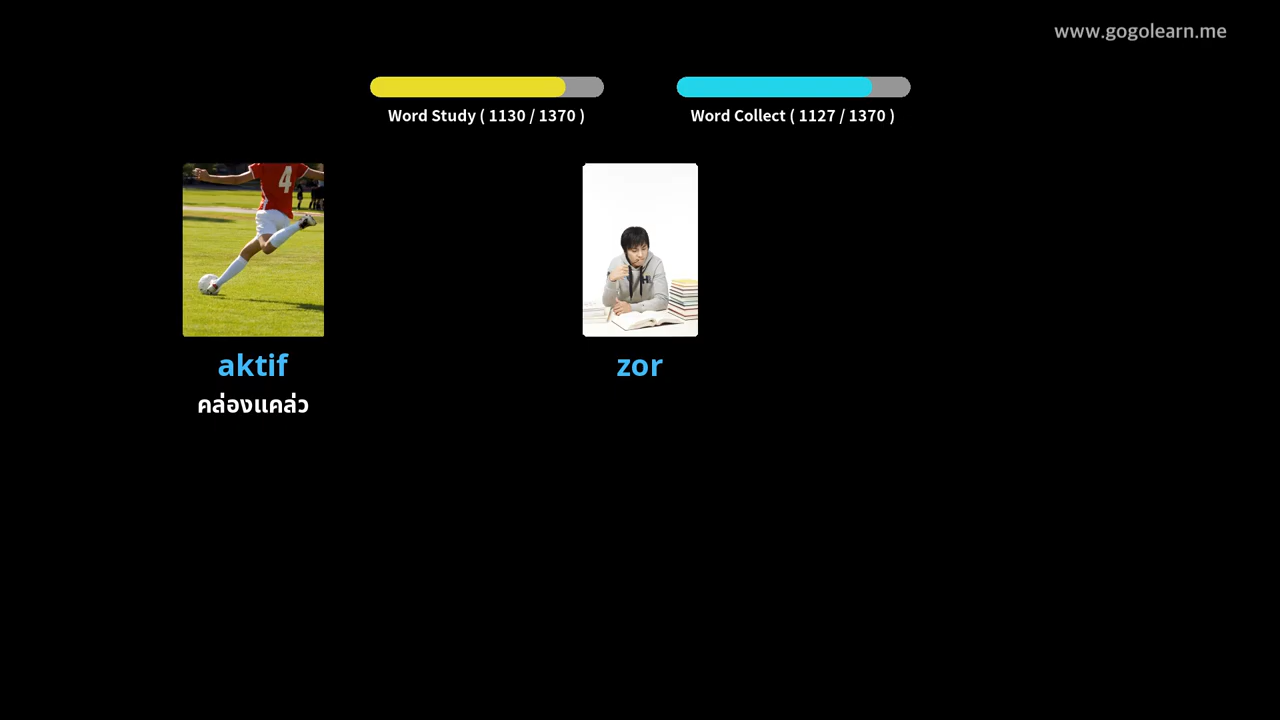 www.gogolearn.me
Word Study ( 1130 / 1370 )
Word Collect ( 1127 / 1370 )
4
aktif
zor
คล่องแคล่ว